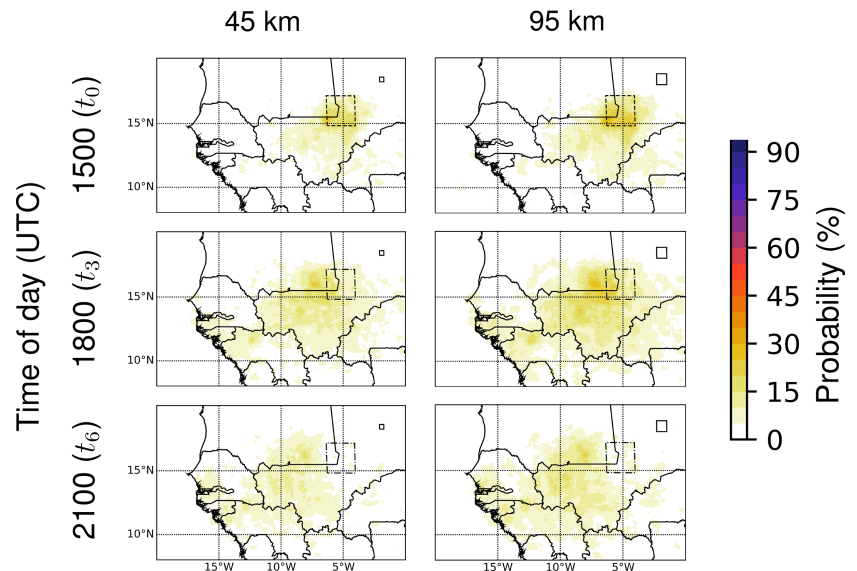 45 km
95 km
Time of day (UTC)
1500 (t₀)
15°N
10°N
1800 (t₃)
15°N
10°N
2100 (t₆)
15°N
10°N
15°W
10°W
5°W
15°W
10°W
5°W
90
75
60
45
30
15
0
Probability (%)